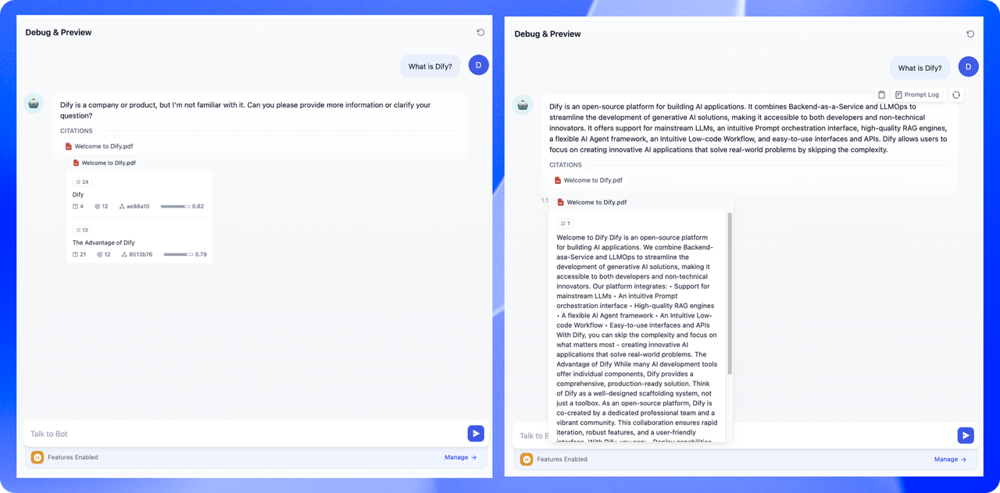 Debug & Preview
What is Dify?
D
Dify is a company or product, but I'm not familiar with it. Can you please provide more information or clarify your
question?
CITATIONS
Welcome to Dify.pdf
Welcome to Dify.pdf
# 24
Dify
4 12 ae88a10 0.82
# 13
The Advantage of Dify
21 12 8513b76 0.79
Talk to Bot
Features Enabled
Manage →
Debug & Preview
What is Dify?
D
Prompt Log
Dify is an open-source platform for building AI applications. It combines Backend-as-a-Service and LLMOps to
streamline the development of generative AI solutions, making it accessible to both developers and non-technical
innovators. It offers support for mainstream LLMs, an intuitive Prompt orchestration interface, high-quality RAG engines,
a flexible AI Agent framework, an Intuitive Low-code Workflow, and easy-to-use interfaces and APIs. Dify allows users to
focus on creating innovative AI applications that solve real-world problems by skipping the complexity.
CITATIONS
Welcome to Dify.pdf
1.1
Welcome to Dify.pdf
# 1
Welcome to Dify Dify is an open-source platform
for building AI applications. We combine Backend-
asa-Service and LLMOps to streamline the
development of generative AI solutions, making it
accessible to both developers and non-technical
innovators. Our platform integrates: • Support for
mainstream LLMs • An intuitive Prompt
orchestration interface • High-quality RAG engines
• A flexible AI Agent framework • An Intuitive Low-
code Workflow • Easy-to-use interfaces and APIs
With Dify, you can skip the complexity and focus on
what matters most - creating innovative AI
applications that solve real-world problems. The
Advantage of Dify While many AI development tools
offer individual components, Dify provides a
comprehensive, production-ready solution. Think
of Dify as a well-designed scaffolding system, not
just a toolbox. As an open-source platform, Dify is
co-created by a dedicated professional team and a
vibrant community. This collaboration ensures rapid
iteration, robust features, and a user-friendly
interface. With Dify, you can: • Deploy capabilities
Talk to B
Features Enabled
Manage →